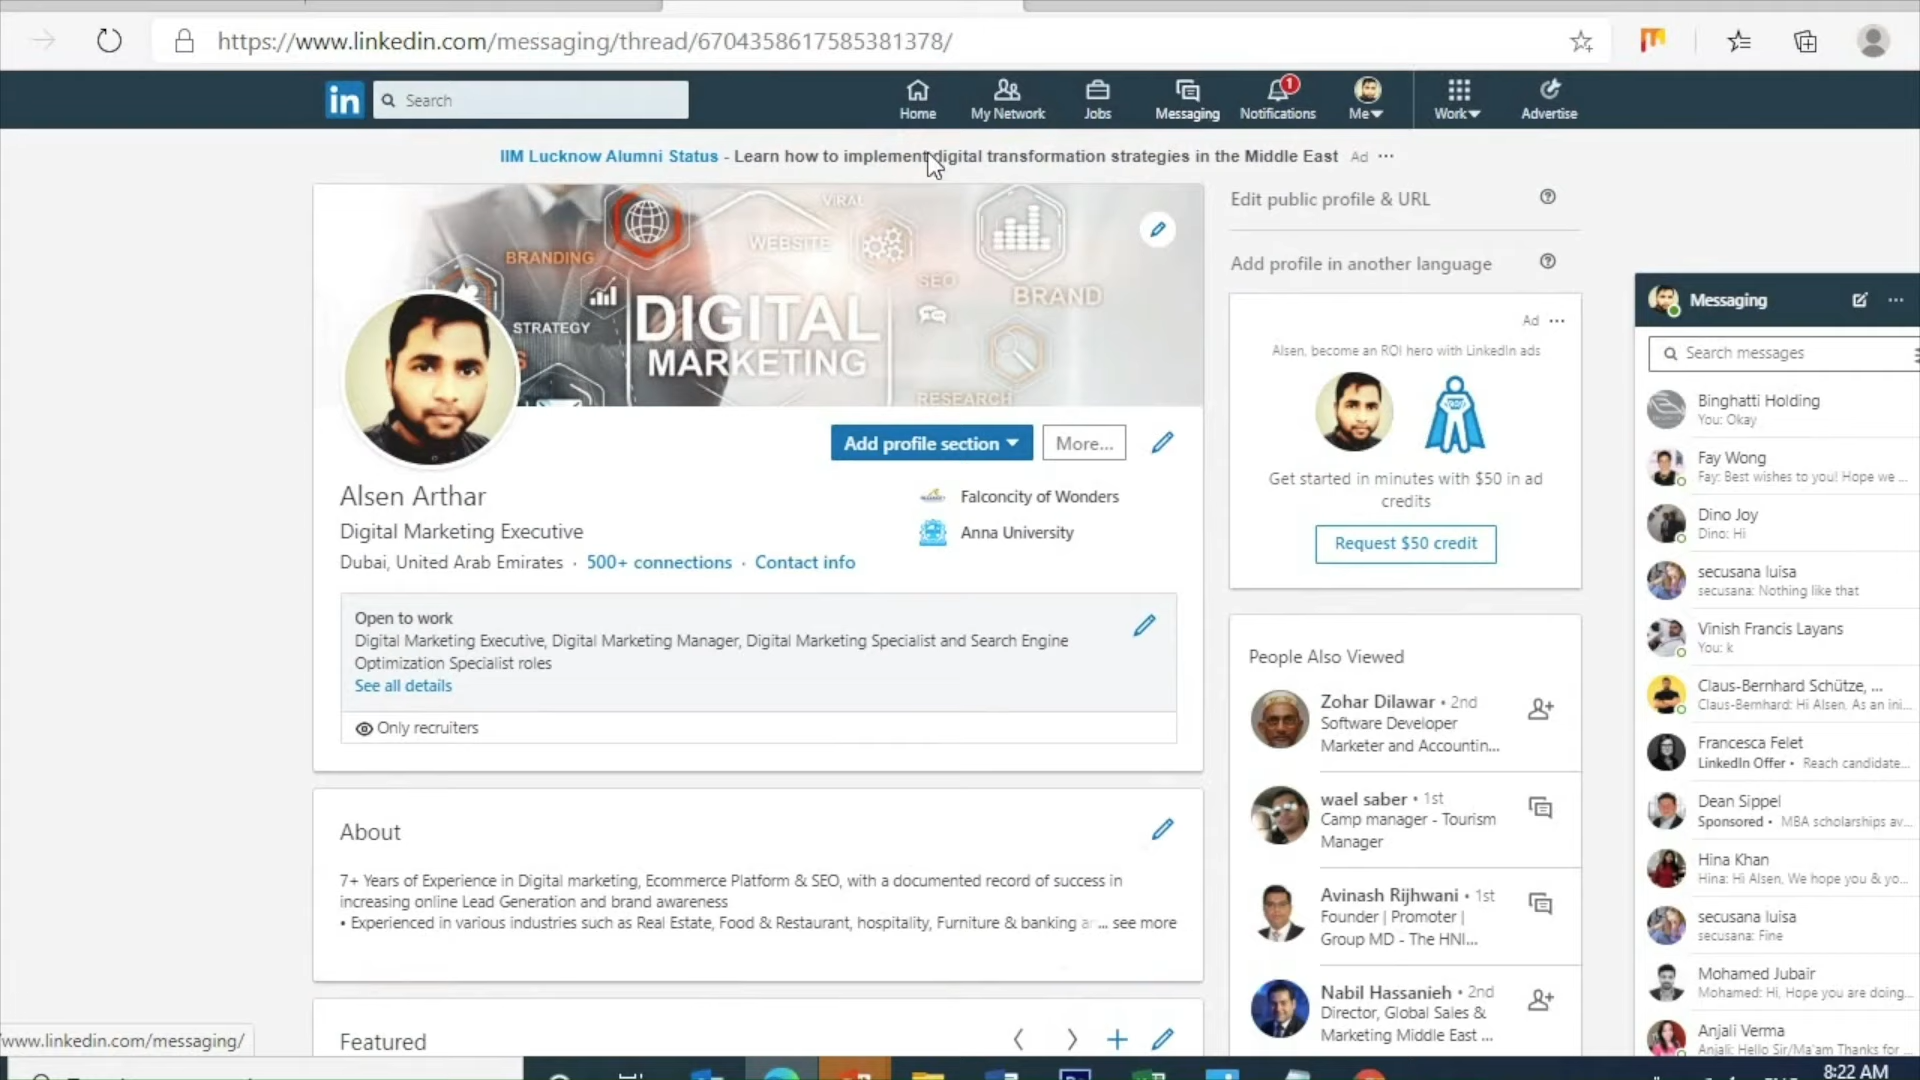 https://www.linkedin.com/messaging/thread/6704358617585381378/
in
Search
Home
My Network
Jobs
Messaging
1
Notifications
Me
Work
Advertise
IIM Lucknow Alumni Status - Learn how to implement digital transformation strategies in the Middle East Ad ...
VIRAL
WEBSITE
BRANDING
SEO
BRAND
STRATEGY
DIGITAL
MARKETING
RESEARCH
Add profile section
More...
Alsen Arthar
Digital Marketing Executive
Dubai, United Arab Emirates · 500+ connections · Contact info
Falconcity of Wonders
Anna University
Open to work
Digital Marketing Executive, Digital Marketing Manager, Digital Marketing Specialist and Search Engine
Optimization Specialist roles
See all details
Only recruiters
About
7+ Years of Experience in Digital marketing, Ecommerce Platform & SEO, with a documented record of success in
increasing online Lead Generation and brand awareness
• Experienced in various industries such as Real Estate, Food & Restaurant, hospitality, Furniture & banking ... see more
Featured
Edit public profile & URL
Add profile in another language
Ad ...
Alsen, become an ROI hero with LinkedIn ads
Get started in minutes with $50 in ad
credits
Request $50 credit
People Also Viewed
Zohar Dilawar • 2nd
Software Developer
Marketer and Accountin...
wael saber • 1st
Camp manager - Tourism
Manager
Avinash Rijhwani • 1st
Founder | Promoter |
Group MD - The HNI...
Nabil Hassanieh • 2nd
Director, Global Sales &
Marketing Middle East ...
Messaging
Search messages
Binghatti Holding
You: Okay
Fay Wong
Fay: Best wishes to you! Hope we ...
Dino Joy
Dino: Hi
secusana luisa
secusana: Nothing like that
Vinish Francis Layans
You: k
Claus-Bernhard Schütze, ...
Claus-Bernhard: Hi Alsen, As an ini...
Francesca Felet
LinkedIn Offer • Reach candidate...
Dean Sippel
Sponsored • MBA scholarships av...
Hina Khan
Hina: Hi Alsen, We hope you & yo...
secusana luisa
secusana: Fine
Mohamed Jubair
Mohamed: Hi, Hope you are doing...
Anjali Verma
Anjali: Hello Sir/Ma'am Thanks for ...
www.linkedin.com/messaging/
8:22 AM